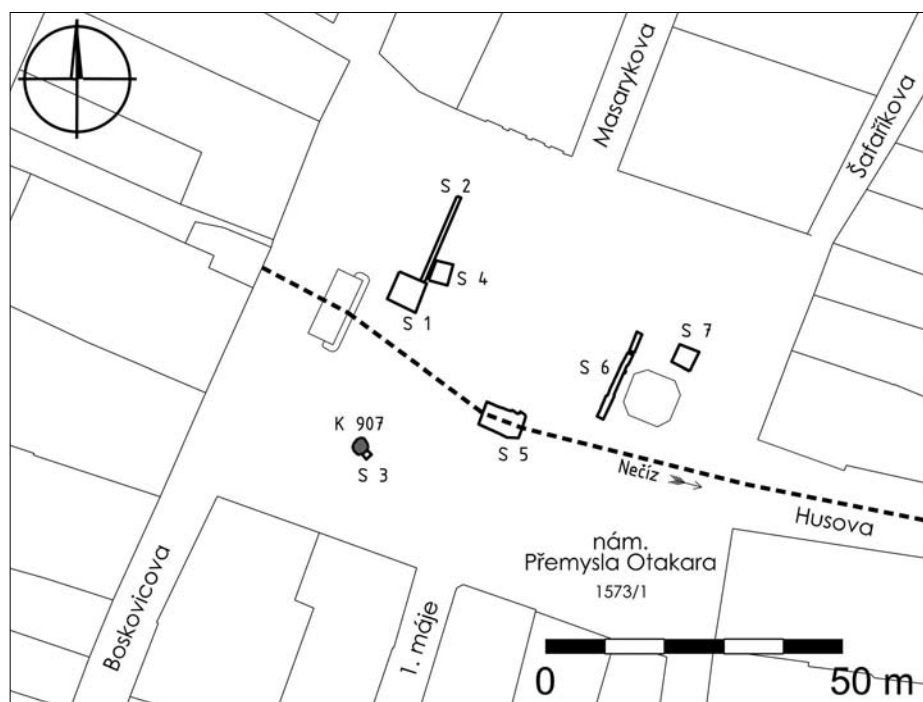 Masarykova
Šafaříkova
S 2
S 4
S 1
S 7
S 6
K 907
S 3
S 5
Nečíz
Husova
nám.
Přemysla Otakara
1573/1
Boskovicova
1. máje
0
50 m